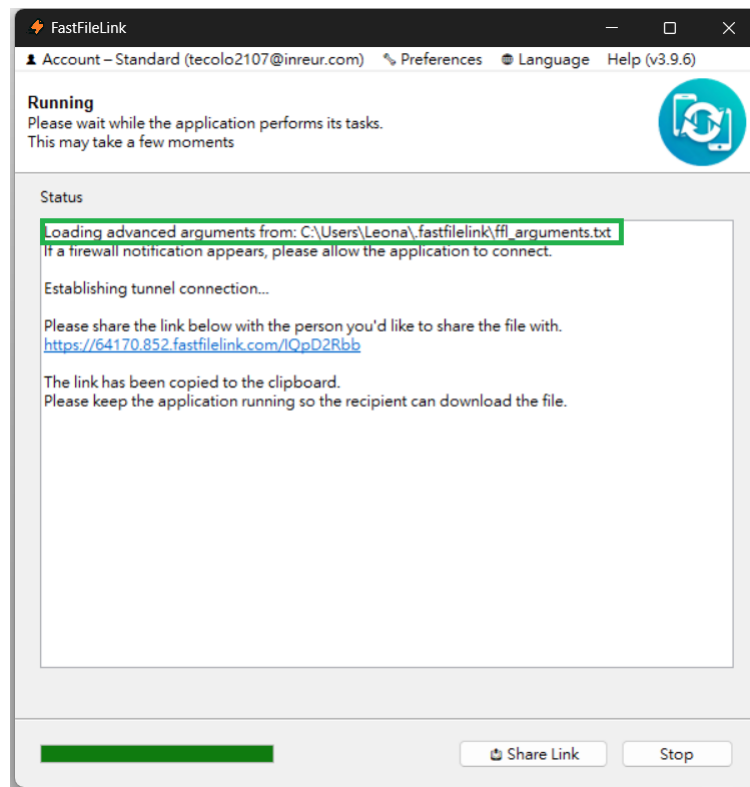 FastFileLink
Account – Standard (tecolo2107@inreur.com) Preferences Language Help (v3.9.6)
Running
Please wait while the application performs its tasks.
This may take a few moments
Status
Loading advanced arguments from: C:\Users\Leona\.fastfilelink\ffl_arguments.txt
If a firewall notification appears, please allow the application to connect.
Establishing tunnel connection...
Please share the link below with the person you'd like to share the file with.
https://64170.852.fastfilelink.com/IQpD2Rbb
The link has been copied to the clipboard.
Please keep the application running so the recipient can download the file.
Share Link
Stop